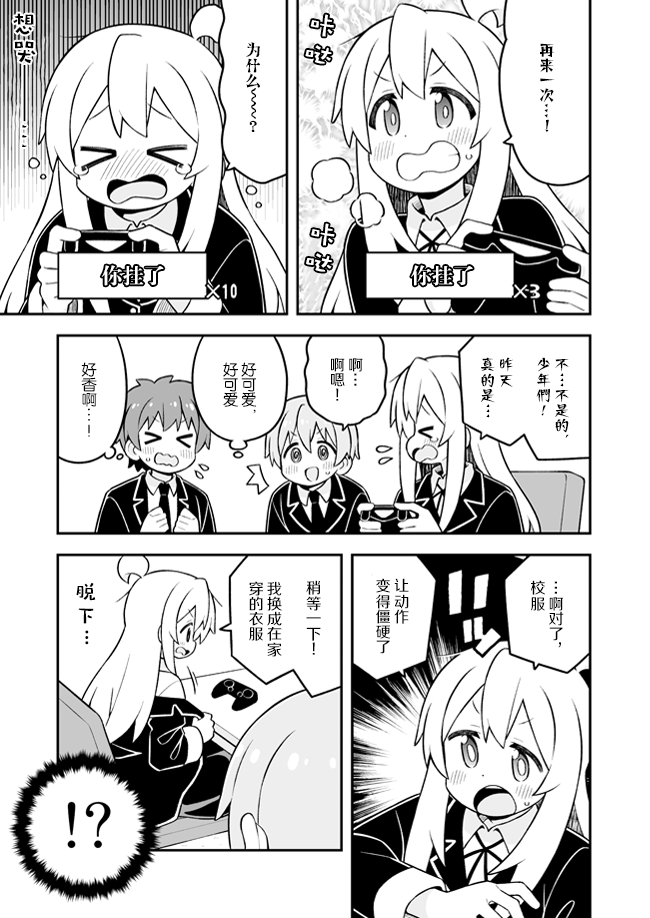 再来一次…！
咔
哒
咔
哒
你挂了
×3
为什么~~~?
想哭
……
你挂了
×10
不…不是的，
少年們！
昨天
真的是…
啊…
啊嗯！
好可爱，
好可爱
好香啊…！
…啊对了，
校服
让动作
变得僵硬了
稍等一下！
我换成在家
穿的衣服
脱下…
!?